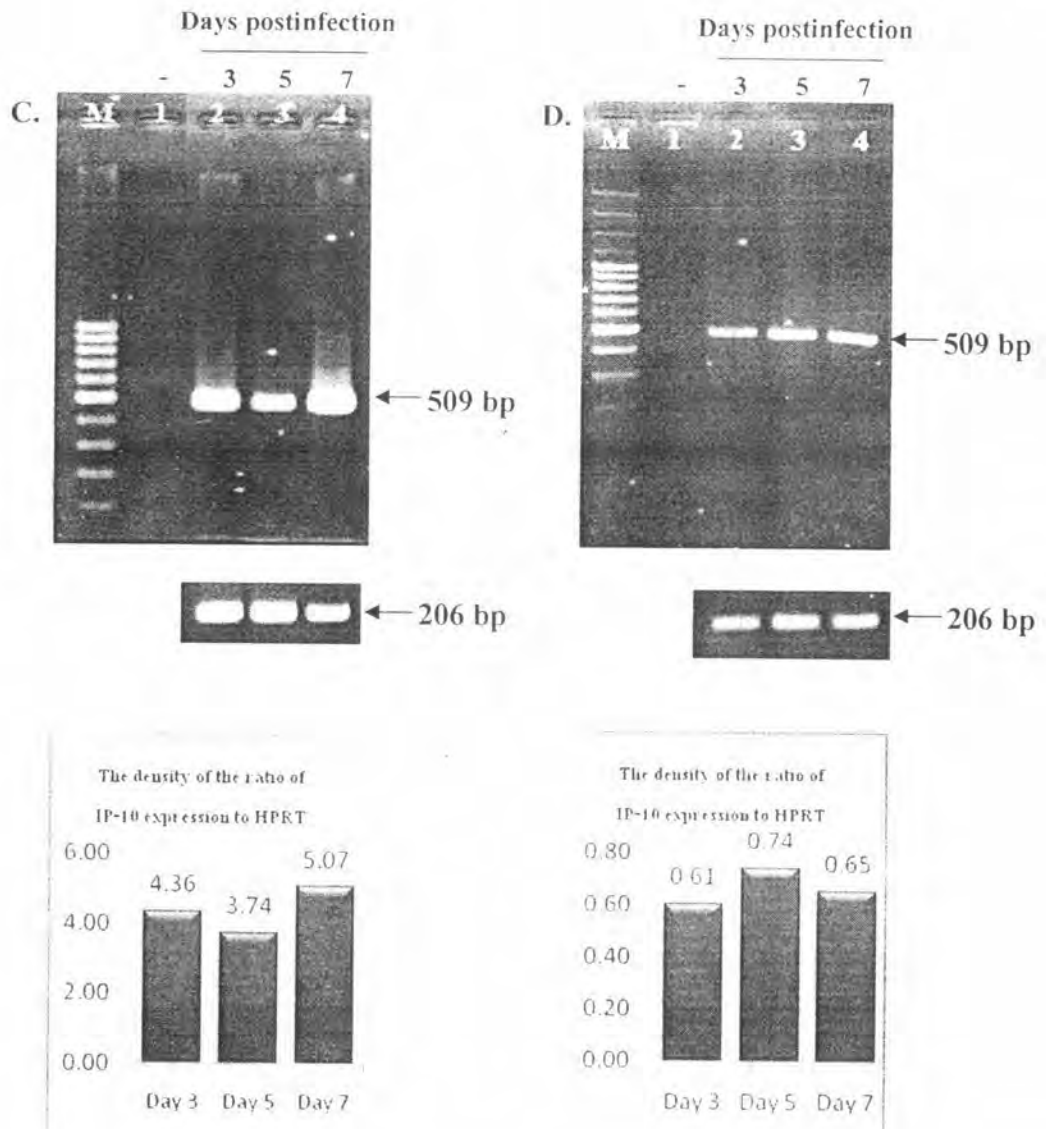 Days postinfection
- 3 5 7
C. M 1 2 3 4
509 bp
206 bp
The density of the ratio of
IP-10 expression to HPRT
6.00
5.07
4.36
3.74
4.00
2.00
0.00
Day 3 Day 5 Day 7
Days postinfection
- 3 5 7
D. M 1 2 3 4
509 bp
206 bp
The density of the ratio of
IP-10 expression to HPRT
0.80
0.74
0.65
0.61
0.60
0.40
0.20
0.00
Day 3 Day 5 Day 7